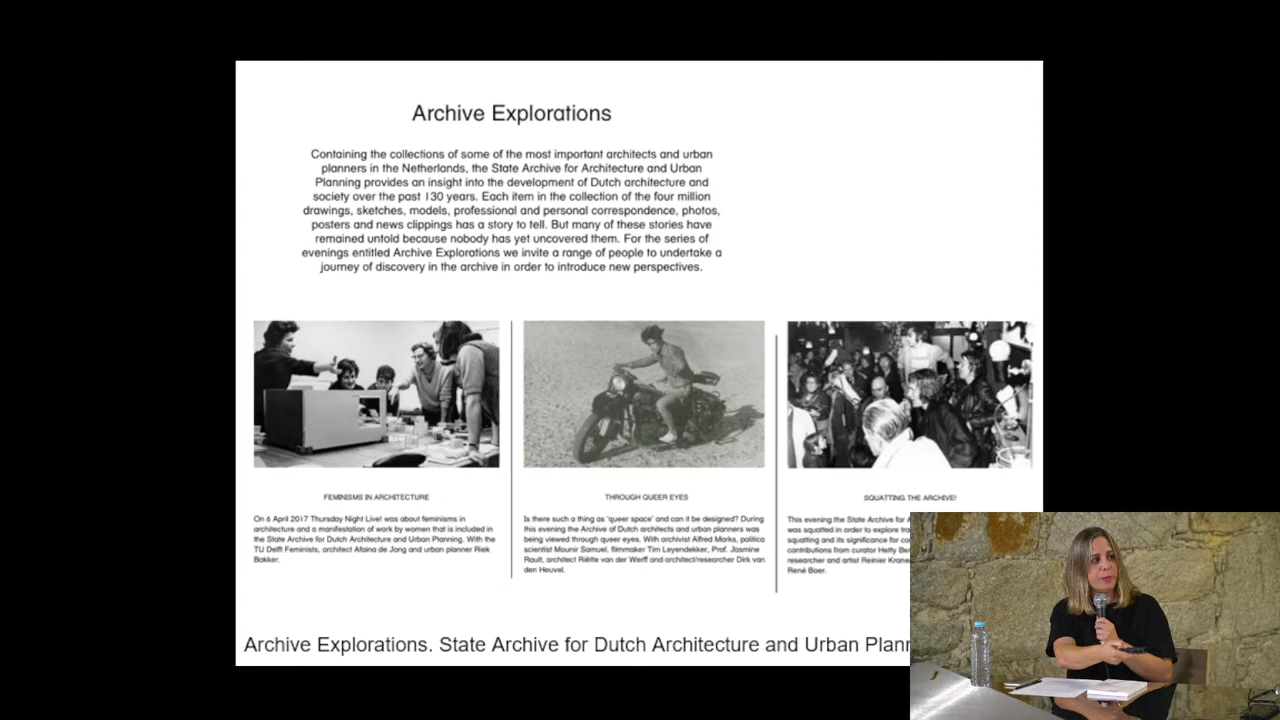 Archive Explorations
Containing the collections of some of the most important architects and urban
planners in the Netherlands, the State Archive for Architecture and Urban
Planning provides an insight into the development of Dutch architecture and
society over the past 130 years. Each item in the collection of the four million
drawings, sketches, models, professional and personal correspondence, photos,
posters and news clippings has a story to tell. But many of these stories have
remained untold because nobody has yet uncovered them. For the series of
evenings entitled Archive Explorations we invite a range of people to undertake a
journey of discovery in the archive in order to introduce new perspectives.
FEMINISMS IN ARCHITECTURE
On 6 April 2017 Thursday Night Live! was about feminisms in
architecture and a manifestation of work by women that is included in
the State Archive for Dutch Architecture and Urban Planning. With the
TU Delft Feminists, architect Afaina de Jong and urban planner Riek
Bakker.
THROUGH QUEER EYES
Is there such a thing as 'queer space' and can it be designed? During
this evening the Archive of Dutch architects and urban planners was
being viewed through queer eyes. With archivist Alfred Marks, politica
scientist Mounir Samuel, filmmaker Tim Leyendekker, Prof. Jasmine
Rault, architect Riëtte van der Werff and architect/researcher Dirk van
den Heuvel.
SQUATTING THE ARCHIVE!
This evening the State Archive for A
was squatted in order to explore
squatting and its significance for
contributions from curator Hetty
researcher and artist Reinier
René Boer.
Archive Explorations. State Archive for Dutch Architecture and Urban Plann